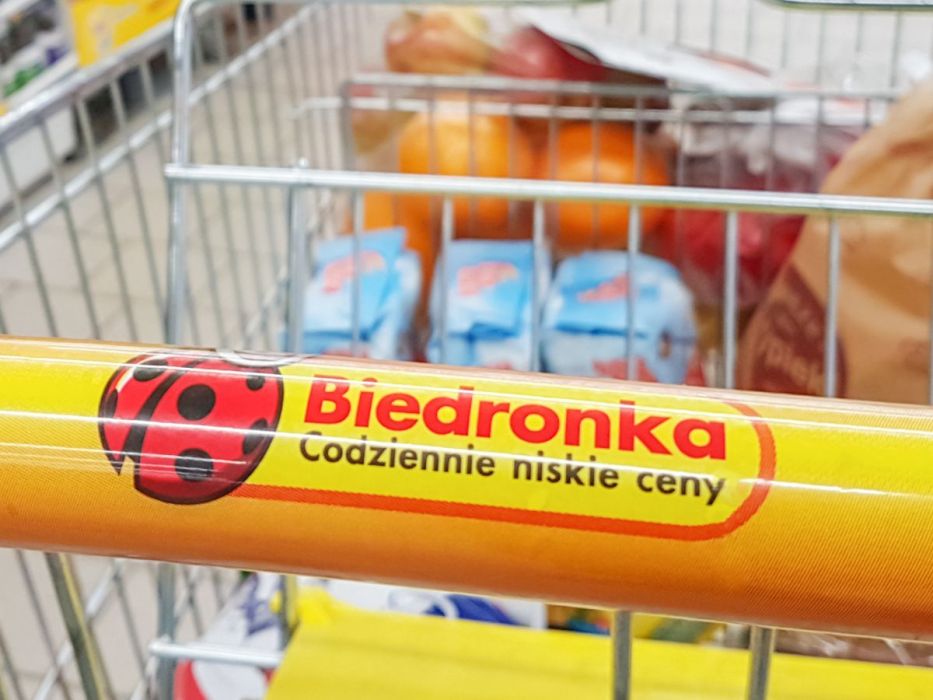 Biedronka
Codziennie niskie ceny